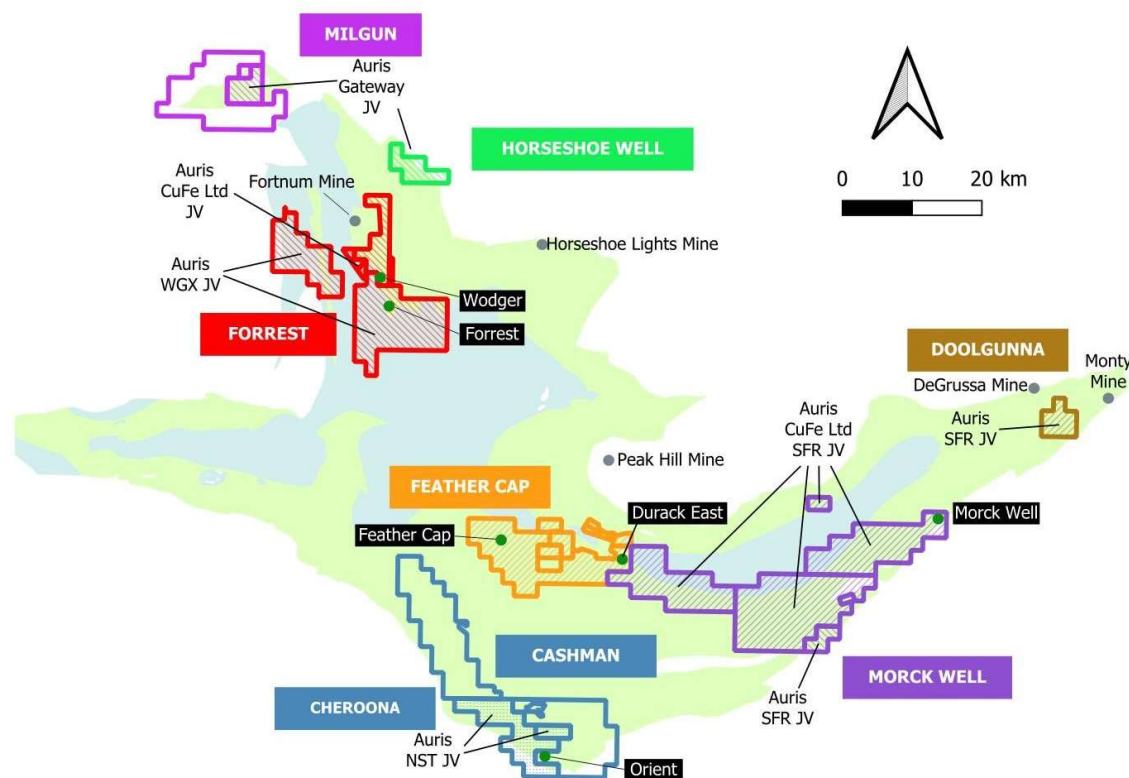 MILGUN
Auris
Gateway
JV
HORSESHOE WELL
Auris
CuFe Ltd
JV
Fortnum Mine
0 10 20 km
Horseshoe Lights Mine
Auris
WGX JV
Wodger
Forrest
FORREST
DOOLGUNNA
Monty
Mine
DeGrussa Mine
Auris
SFR JV
Auris
CuFe Ltd
SFR JV
Peak Hill Mine
FEATHER CAP
Durack East
Morck Well
Feather Cap
CASHMAN
MORCK WELL
Auris
SFR JV
CHEROONA
Auris
NST JV
Orient